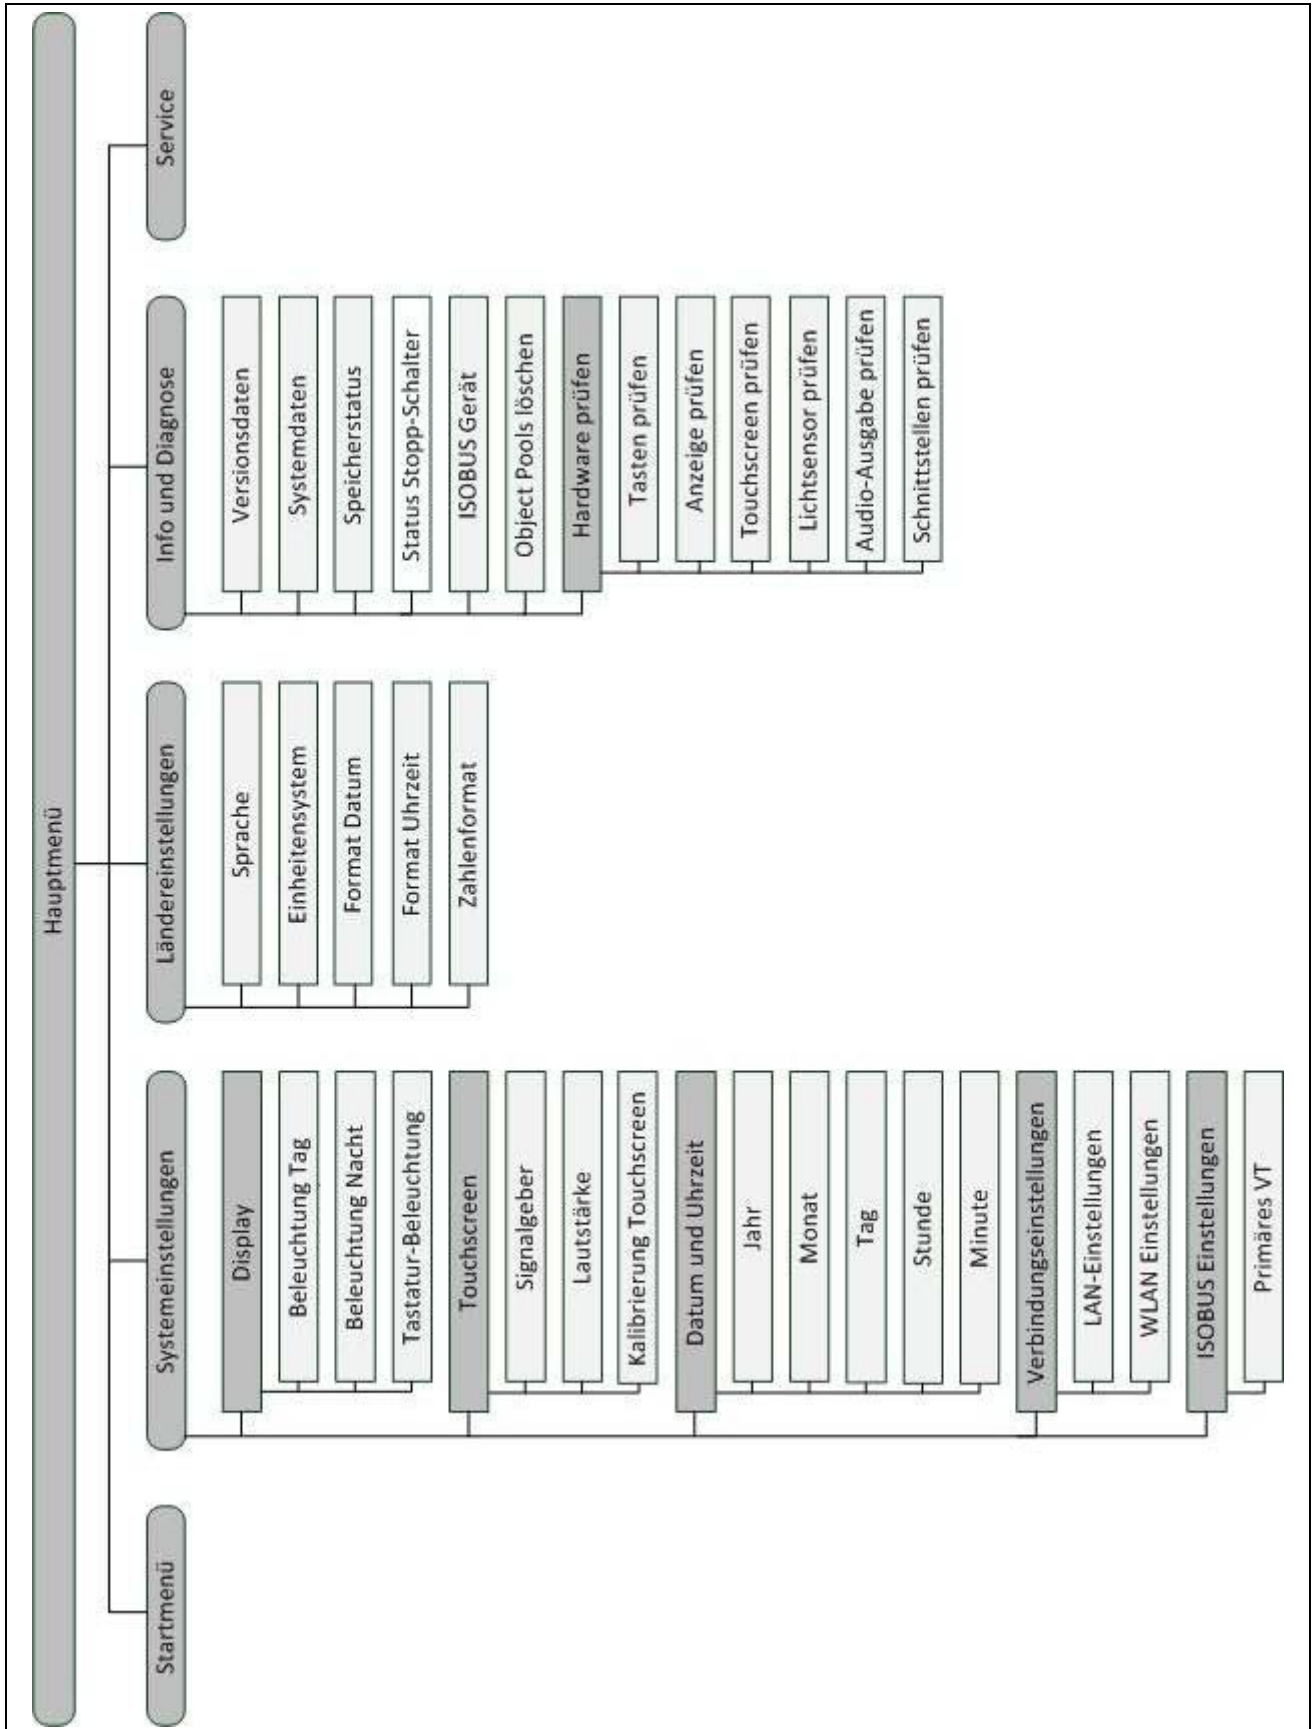 Hauptmenü
Startmenü
Systemeinstellungen
Display
Beleuchtung Tag
Beleuchtung Nacht
Tastatur-Beleuchtung
Touchscreen
Signalgeber
Lautstärke
Kalibrierung Touchscreen
Datum und Uhrzeit
Jahr
Monat
Tag
Stunde
Minute
Verbindungseinstellungen
LAN-Einstellungen
WLAN Einstellungen
ISOBUS Einstellungen
Primäres VT
Ländereinstellungen
Sprache
Einheitensystem
Format Datum
Format Uhrzeit
Zahlenformat
Info und Diagnose
Versionsdaten
Systemdaten
Speicherstatus
Status Stopp-Schalter
ISOBUS Gerät
Object Pools löschen
Hardware prüfen
Tasten prüfen
Anzeige prüfen
Touchscreen prüfen
Lichtsensor prüfen
Audio-Ausgabe prüfen
Schnittstellen prüfen
Service